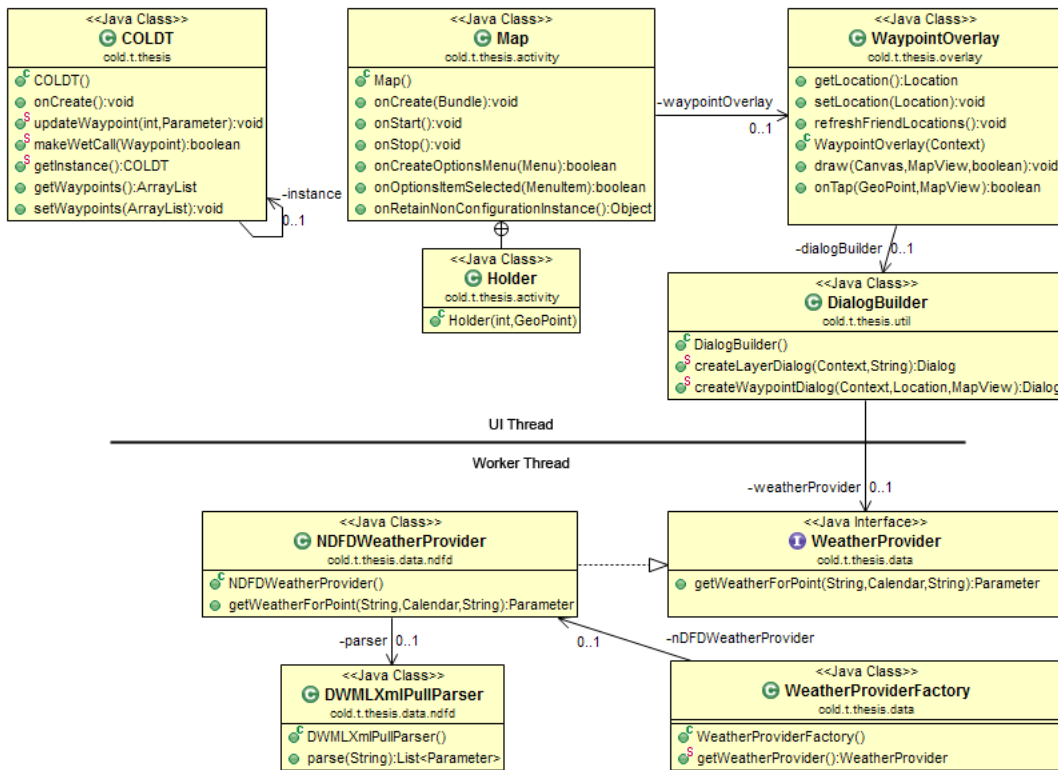 <<Java Class>>
COLDT
cold.t.thesis
COLDT()
onCreate():void
updateWaypoint(int,Parameter):void
makeWetCall(Waypoint):boolean
getInstance():COLDT
getWaypoints():ArrayList
setWaypoints(ArrayList):void
-instance
0..1
<<Java Class>>
Map
cold.t.thesis.activity
Map()
onCreate(Bundle):void
onStart():void
onStop():void
onCreateOptionsMenu(Menu):boolean
onOptionsItemSelected(MenuItem):boolean
onRetainNonConfigurationInstance():Object
-waypointOverlay
0..1
<<Java Class>>
WaypointOverlay
cold.t.thesis.overlay
getLocation():Location
setLocation(Location):void
refreshFriendLocations():void
WaypointOverlay(Context)
draw(Canvas,MapView,boolean):void
onTap(GeoPoint,MapView):boolean
<<Java Class>>
Holder
cold.t.thesis.activity
Holder(int,GeoPoint)
-dialogBuilder 0..1
<<Java Class>>
DialogBuilder
cold.t.thesis.util
DialogBuilder()
createLayerDialog(Context,String):Dialog
createWaypointDialog(Context,Location,MapView):Dialog
UI Thread
Worker Thread
-weatherProvider 0..1
<<Java Class>>
NDFDWeatherProvider
cold.t.thesis.data.ndfd
NDFDWeatherProvider()
getWeatherForPoint(String,Calendar,String):Parameter
<<Java Interface>>
WeatherProvider
cold.t.thesis.data
getWeatherForPoint(String,Calendar,String):Parameter
-parser 0..1
0..1
-nDFDWeatherProvider
<<Java Class>>
DWMLXmlPullParser
cold.t.thesis.data.ndfd
DWMLXmlPullParser()
parse(String):List<Parameter>
<<Java Class>>
WeatherProviderFactory
cold.t.thesis.data
WeatherProviderFactory()
getWeatherProvider():WeatherProvider